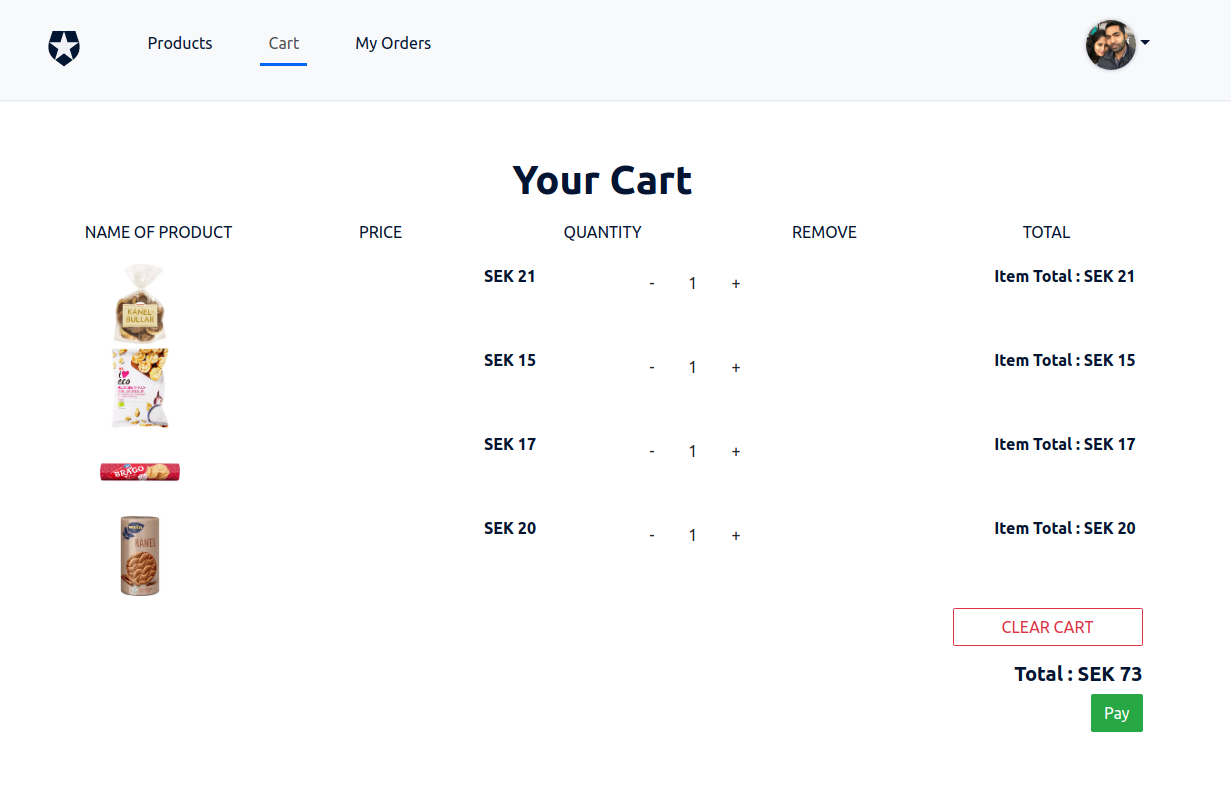 Products Cart My Orders
Your Cart
NAME OF PRODUCT PRICE QUANTITY REMOVE TOTAL
KANEL-
BULLAR
SEK 21 - 1 + Item Total : SEK 21
eco
SEK 15 - 1 + Item Total : SEK 15
BRAGO
SEK 17 - 1 + Item Total : SEK 17
KANEL
SEK 20 - 1 + Item Total : SEK 20
CLEAR CART
Total : SEK 73
Pay